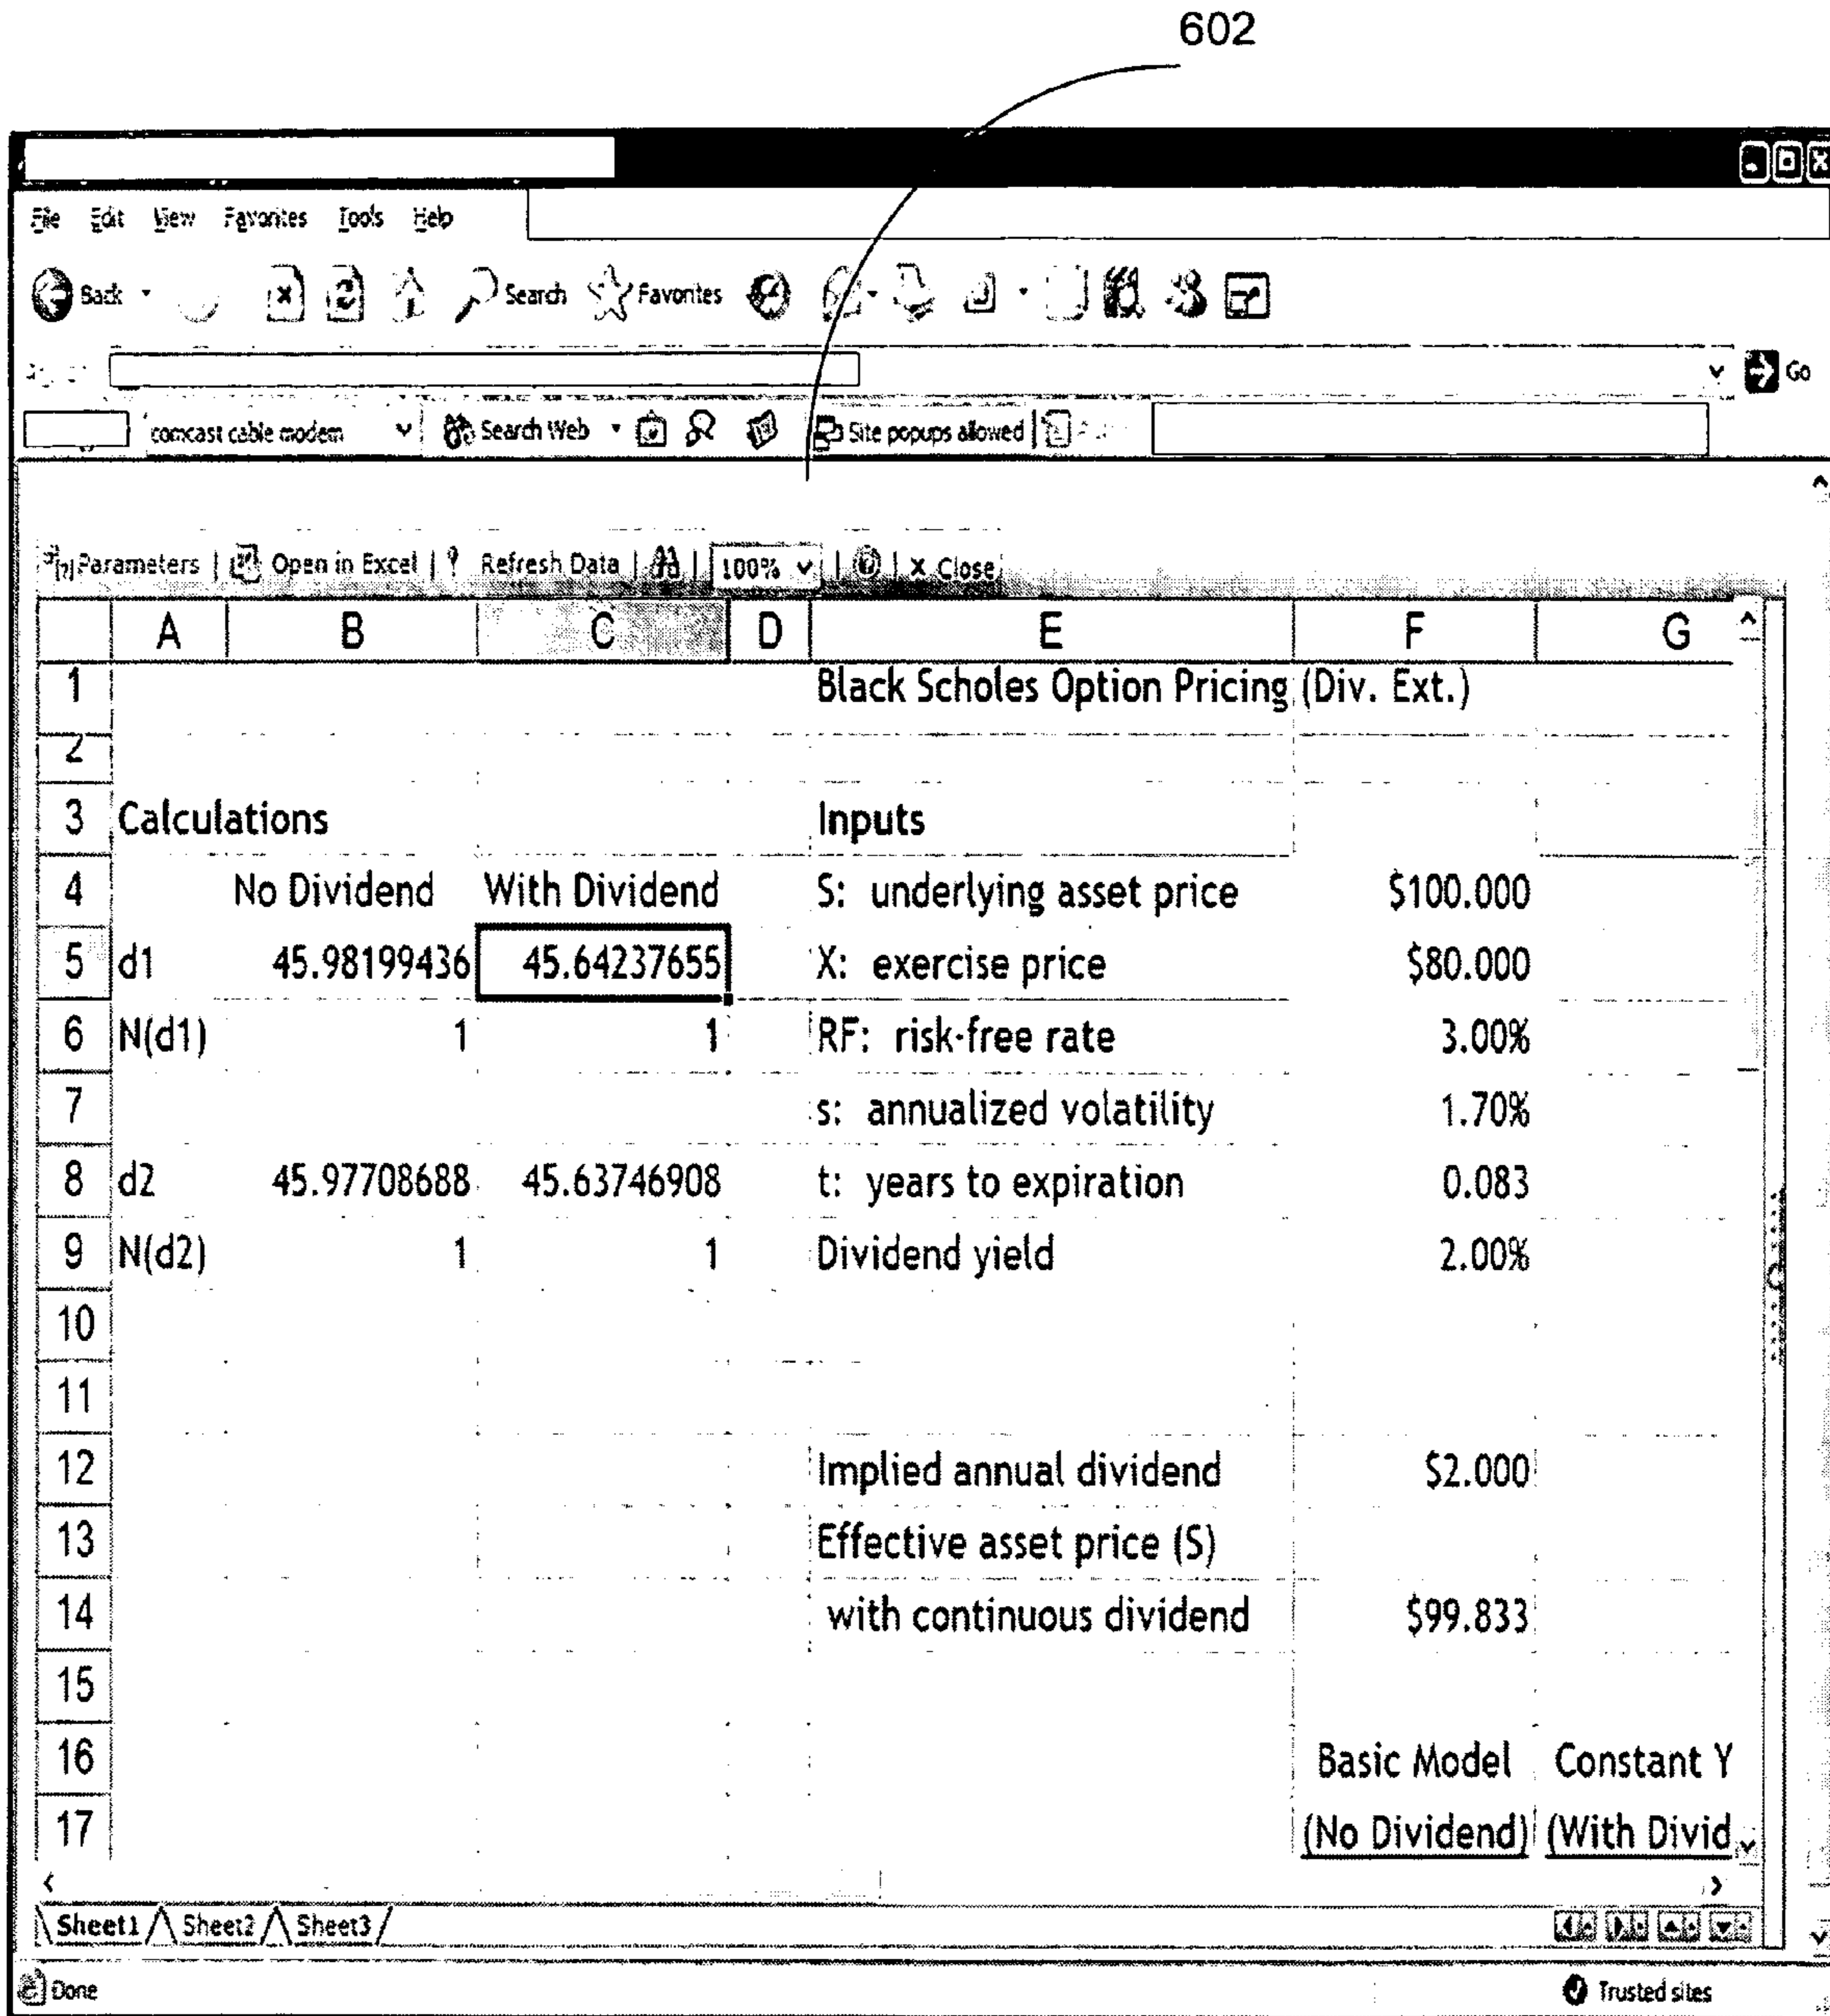 602
File Edit View Favorites Tools Help
Back Search Favorites
Go
comcast cable modem Search Web Site popups allowed
Parameters | Open in Excel | Refresh Data | 100% | x Close
A B C D E F G
1 Black Scholes Option Pricing (Div. Ext.)
2
3 Calculations Inputs
4 No Dividend With Dividend S: underlying asset price $100.000
5 d1 45.98199436 45.64237655 X: exercise price $80.000
6 N(d1) 1 1 RF: risk-free rate 3.00%
7 s: annualized volatility 1.70%
8 d2 45.97708688 45.63746908 t: years to expiration 0.083
9 N(d2) 1 1 Dividend yield 2.00%
10
11
12 Implied annual dividend $2.000
13 Effective asset price (S)
14 with continuous dividend $99.833
15
16 Basic Model Constant Y
17 (No Dividend) (With Divid
Sheet1 Sheet2 Sheet3
Done Trusted sites